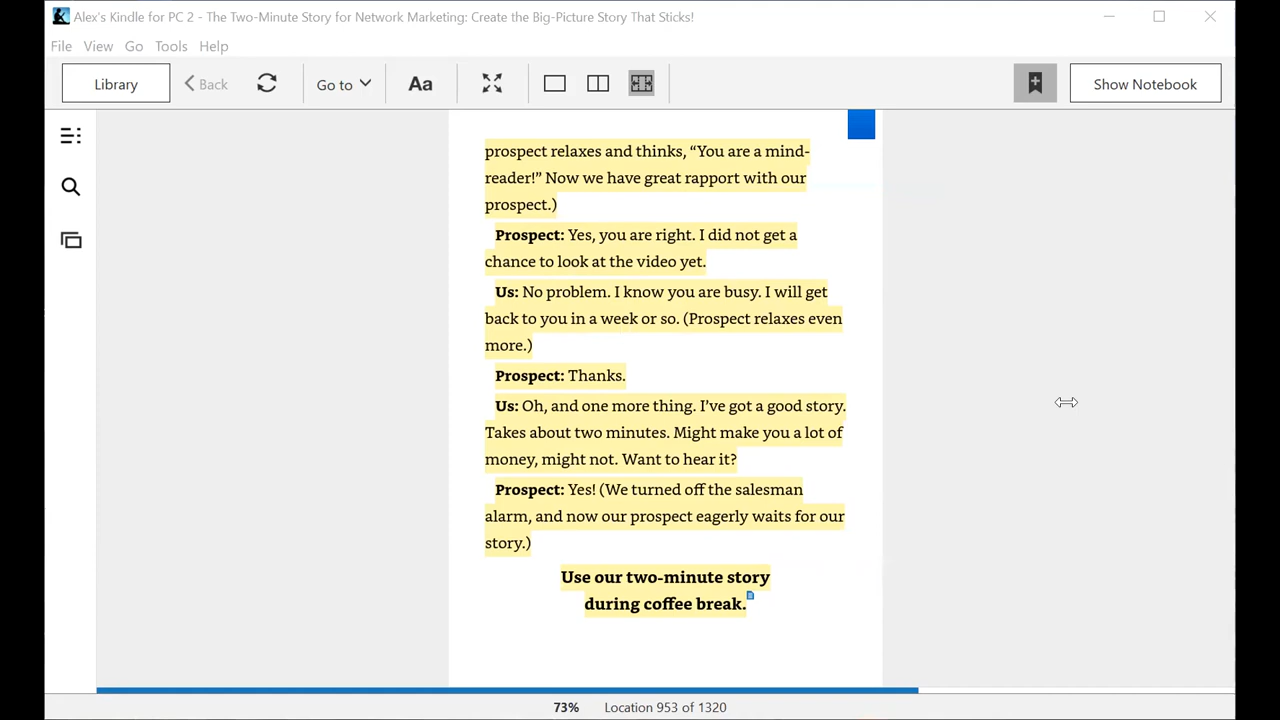 Alex's Kindle for PC 2 - The Two-Minute Story for Network Marketing: Create the Big-Picture Story That Sticks!
File View Go Tools Help
Library Back Go to Aa Show Notebook
prospect relaxes and thinks, “You are a mind-
reader!” Now we have great rapport with our
prospect.)
Prospect: Yes, you are right. I did not get a
chance to look at the video yet.
Us: No problem. I know you are busy. I will get
back to you in a week or so. (Prospect relaxes even
more.)
Prospect: Thanks.
Us: Oh, and one more thing. I’ve got a good story.
Takes about two minutes. Might make you a lot of
money, might not. Want to hear it?
Prospect: Yes! (We turned off the salesman
alarm, and now our prospect eagerly waits for our
story.)
Use our two-minute story
during coffee break.
73% Location 953 of 1320